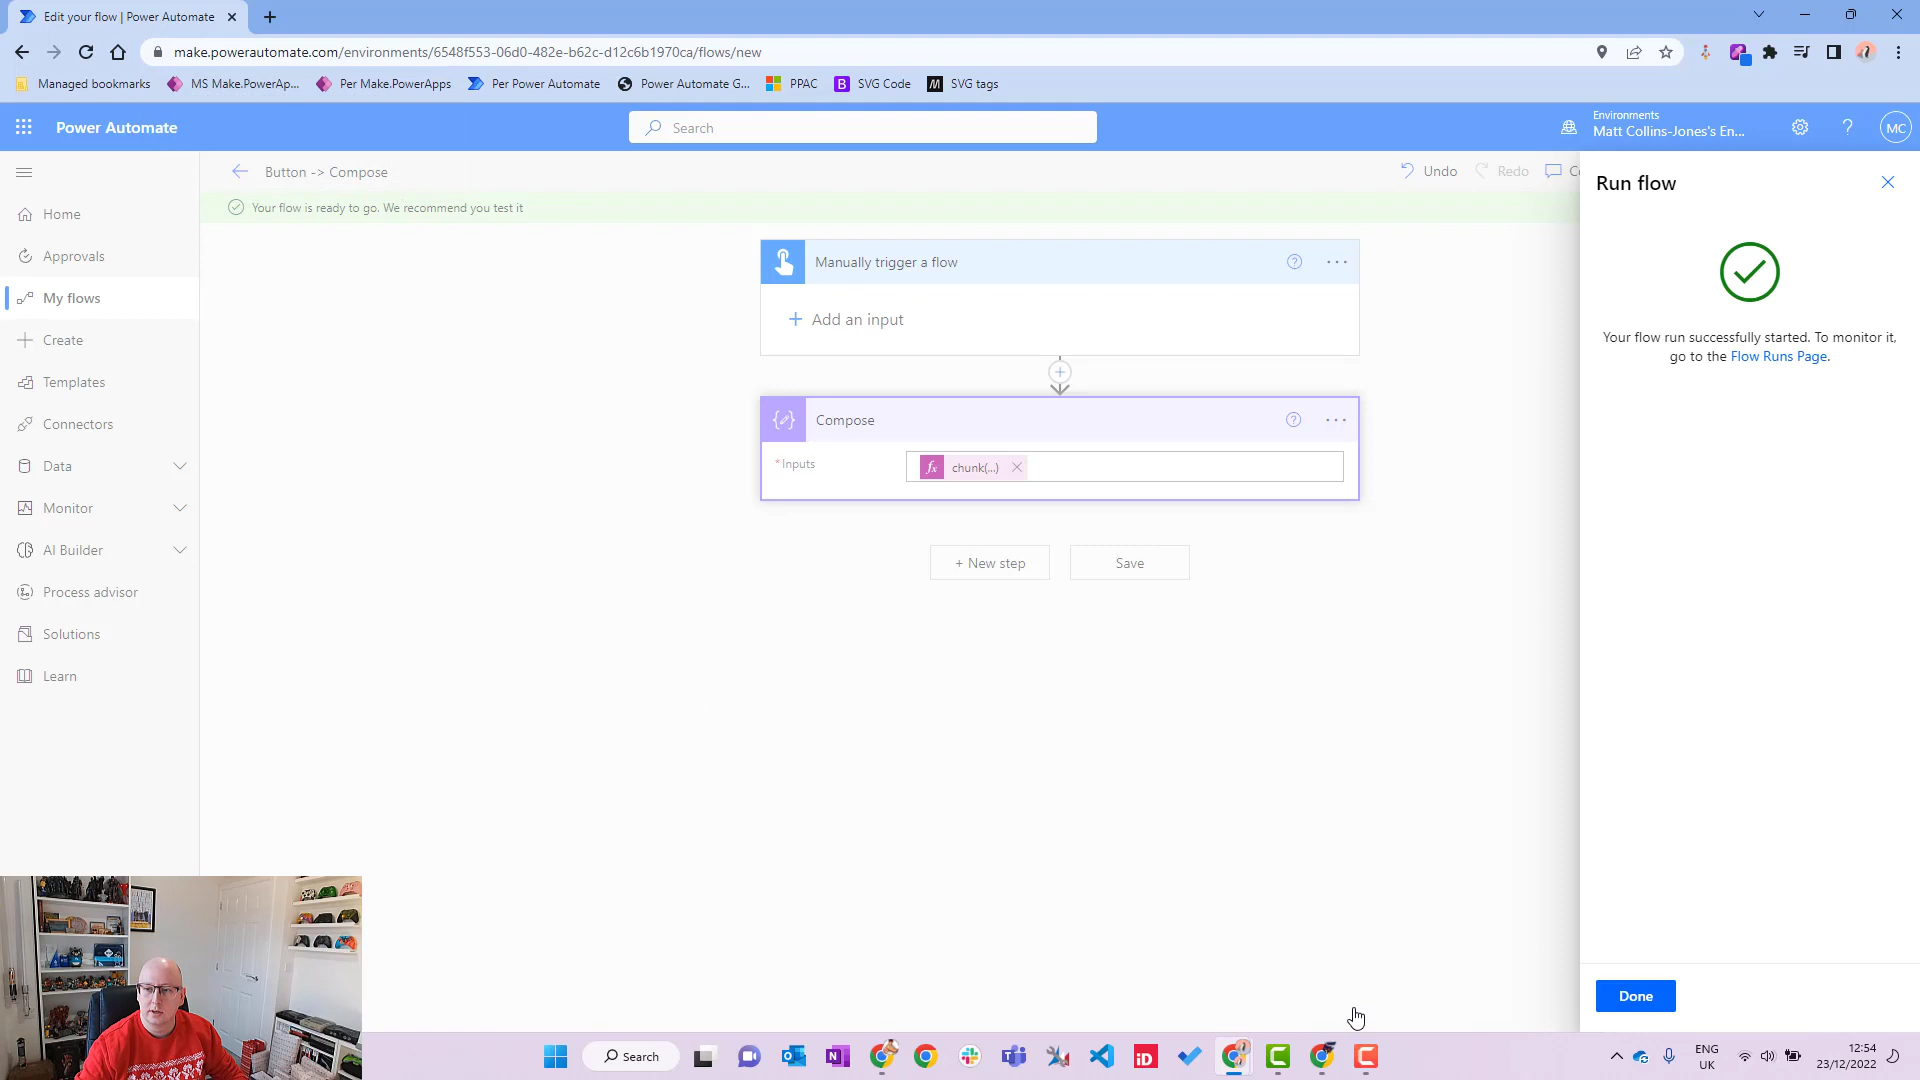 Edit your flow | Power Automate
make.powerautomate.com/environments/6548f553-06d0-482e-b62c-d12c6b1970ca/flows/new
Managed bookmarks
MS Make.PowerAp...
Per Make.PowerApps
Per Power Automate
Power Automate G...
PPAC
B
SVG Code
M
SVG tags
Power Automate
Search
Environments
Matt Collins-Jones's En...
?
MC
Button -> Compose
Undo
Redo
Your flow is ready to go. We recommend you test it
Home
Approvals
My flows
Create
Templates
Connectors
Data
Monitor
AI Builder
Process advisor
Solutions
Learn
Manually trigger a flow
?
...
+ Add an input
Compose
?
...
* Inputs
fx chunk(...)
+ New step
Save
Run flow
Your flow run successfully started. To monitor it,
go to the Flow Runs Page.
Done
Search
iD
ENG
UK
12:54
23/12/2022